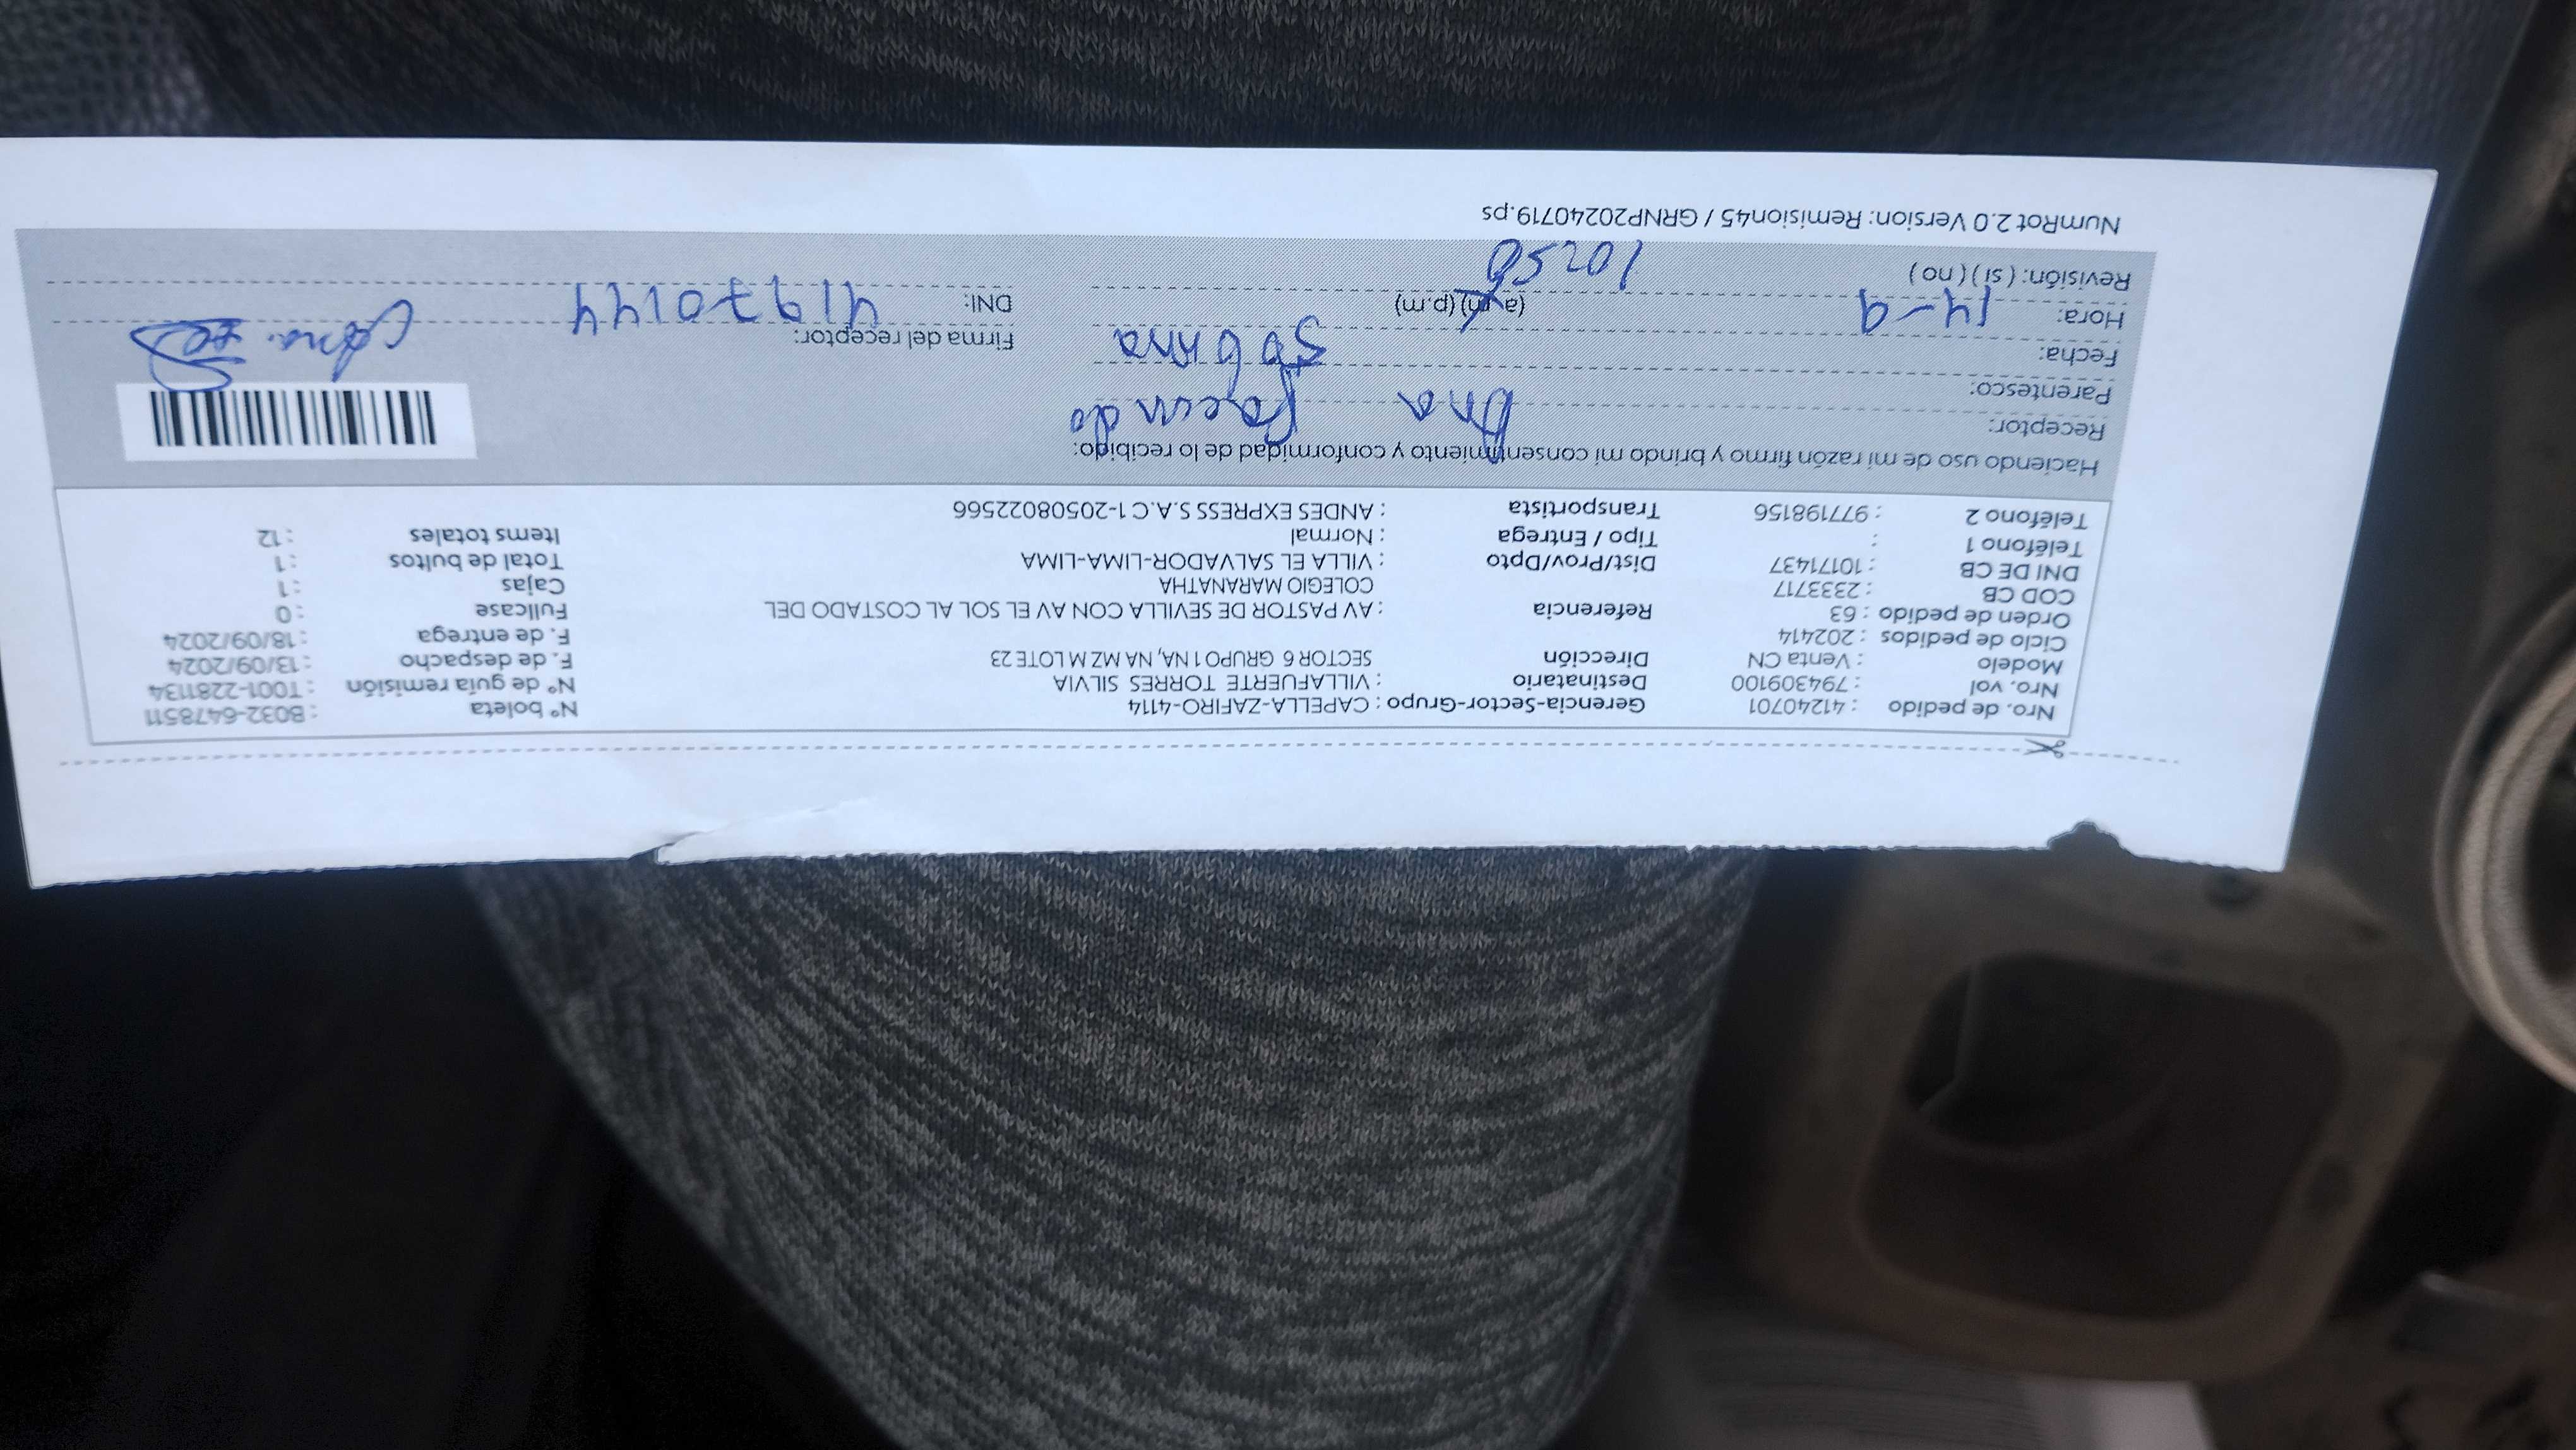 Nro. de pedido : 41240701 Gerencia-Sector-Grupo : CAPELLA-ZAFIRO-4114 N° boleta : B032-6478511
Nro. vol : 794309100 Destinatario : VILLAFUERTE TORRES SILVIA N° de guía remisión : T001-2281134
Modelo : Venta CN Dirección SECTOR 6 GRUPO 1 NA, NA MZ M LOTE 23 F. de despacho : 13/09/2024
Ciclo de pedidos : 202414 F. de entrega : 18/09/2024
Orden de pedido : 63 Referencia : AV PASTOR DE SEVILLA CON AV EL SOL AL COSTADO DEL Fullcase : 0
COD CB : 2333717 COLEGIO MARANATHA Cajas : 1
DNI DE CB : 10171437 Dist/Prov/Dpto : VILLA EL SALVADOR-LIMA-LIMA Total de bultos : 1
Teléfono 1 : Tipo / Entrega : Normal Items totales : 12
Teléfono 2 : 977198156 Transportista : ANDES EXPRESS S.A.C 1-20508022566
Haciendo uso de mi razón firmo y brindo mi consentimiento y conformidad de lo recibido:
Receptor: Ana
Parentesco: Sobrina
Fecha: 14-9 Firma del receptor:
Hora: 10:50 (a.m) (p.m) DNI: 41970144
Revisión: ( si ) ( no )
NumRot 2.0 Version: Remision45 / GRNP20240719.ps